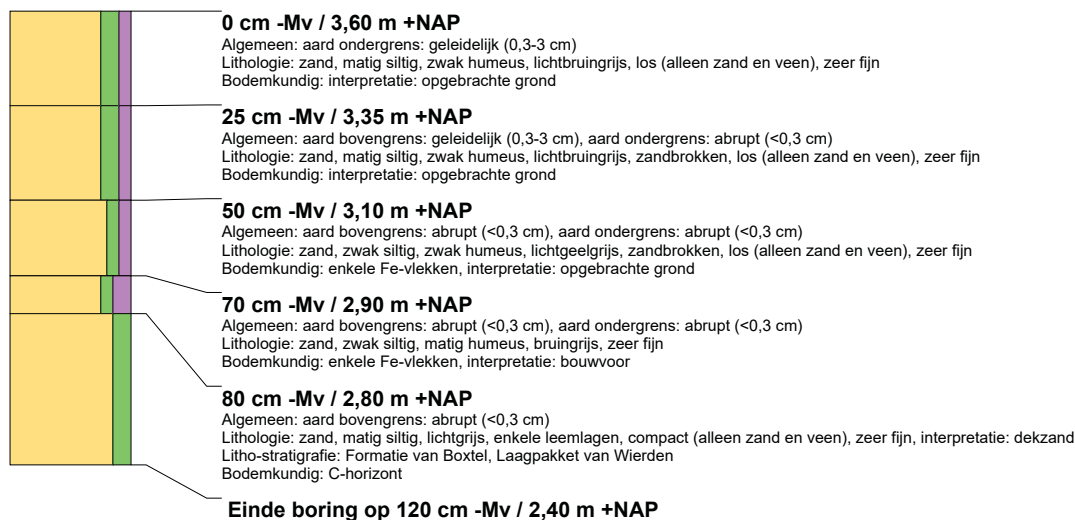 0 cm -Mv / 3,60 m +NAP
Algemeen: aard ondergrens: geleidelijk (0,3-3 cm)
Lithologie: zand, matig siltig, zwak humeus, lichtbruingrijs, los (alleen zand en veen), zeer fijn
Bodemkundig: interpretatie: opgebrachte grond
25 cm -Mv / 3,35 m +NAP
Algemeen: aard bovengrens: geleidelijk (0,3-3 cm), aard ondergrens: abrupt (<0,3 cm)
Lithologie: zand, matig siltig, zwak humeus, lichtbruingrijs, zandbrokken, los (alleen zand en veen), zeer fijn
Bodemkundig: interpretatie: opgebrachte grond
50 cm -Mv / 3,10 m +NAP
Algemeen: aard bovengrens: abrupt (<0,3 cm), aard ondergrens: abrupt (<0,3 cm)
Lithologie: zand, zwak siltig, zwak humeus, lichtgeelgrijs, zandbrokken, los (alleen zand en veen), zeer fijn
Bodemkundig: enkele Fe-vlekken, interpretatie: opgebrachte grond
70 cm -Mv / 2,90 m +NAP
Algemeen: aard bovengrens: abrupt (<0,3 cm), aard ondergrens: abrupt (<0,3 cm)
Lithologie: zand, zwak siltig, matig humeus, bruingrijs, zeer fijn
Bodemkundig: enkele Fe-vlekken, interpretatie: bouwvoor
80 cm -Mv / 2,80 m +NAP
Algemeen: aard bovengrens: abrupt (<0,3 cm)
Lithologie: zand, matig siltig, lichtgrijs, enkele leemlagen, compact (alleen zand en veen), zeer fijn, interpretatie: dekzand
Litho-stratigrafie: Formatie van Boxtel, Laagpakket van Wierden
Bodemkundig: C-horizont
Einde boring op 120 cm -Mv / 2,40 m +NAP